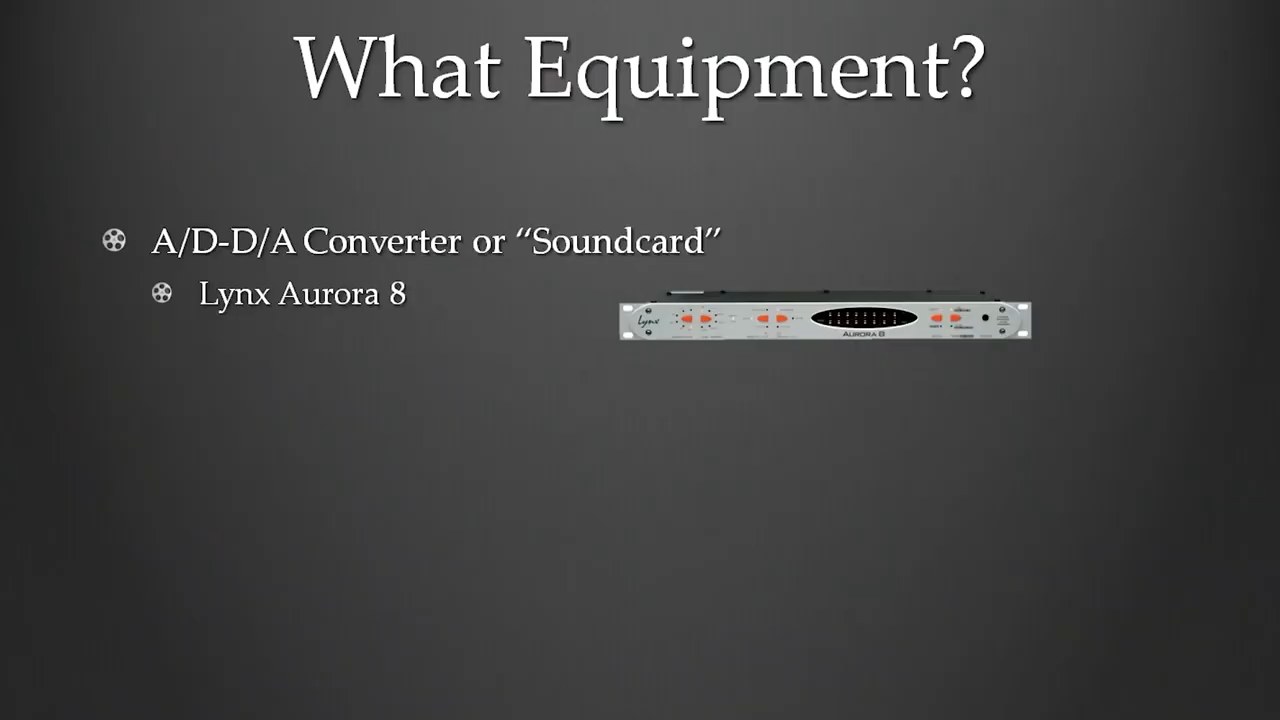 What Equipment?
A/D-D/A Converter or “Soundcard”
Lynx Aurora 8
Lynx
AURORA 8